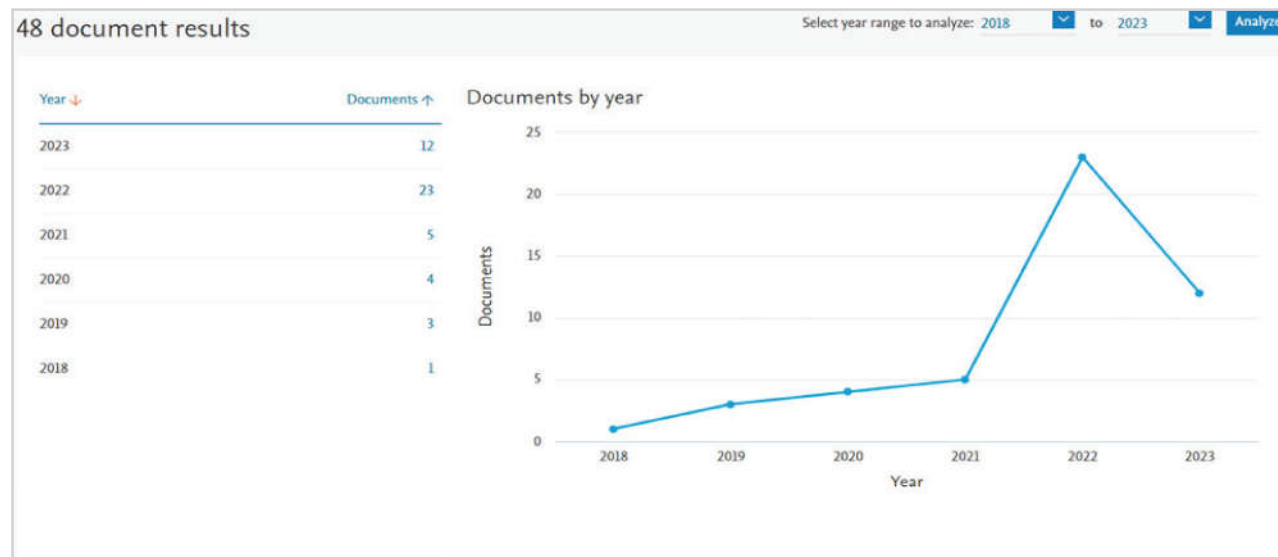 48 document results
Select year range to analyze: 2018 to 2023 Analyze
Year Documents
2023 12
2022 23
2021 5
2020 4
2019 3
2018 1
Documents by year
25
20
15
10
5
0
Documents
2018 2019 2020 2021 2022 2023
Year